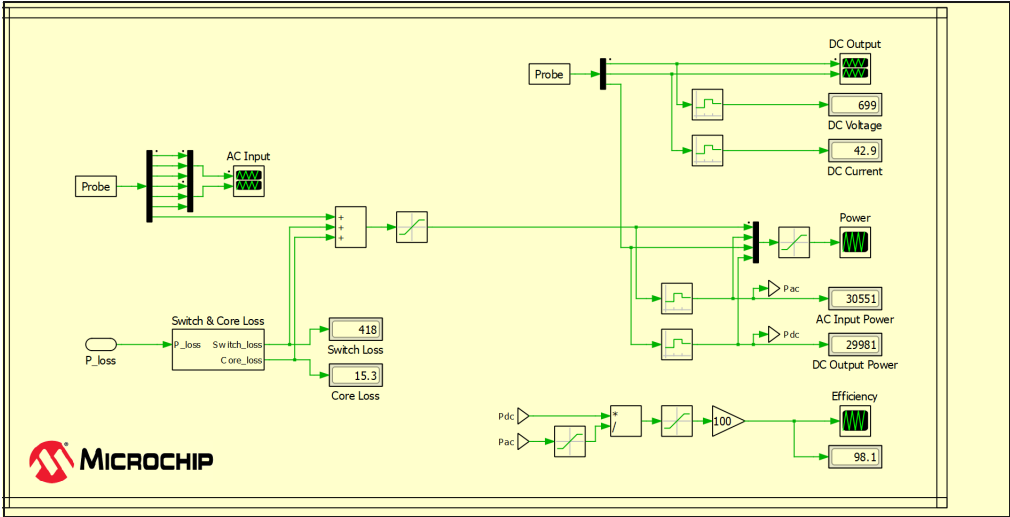 DC Output
Probe
699
DC Voltage
42.9
DC Current
AC Input
Probe
+
+
+
Power
Pac
30551
AC Input Power
Pdc
29981
DC Output Power
Switch & Core Loss
P_loss
P_loss
Switch_loss
Core_loss
418
Switch Loss
15.3
Core Loss
Efficiency
Pdc
*
/
100
Pac
98.1
MICROCHIP